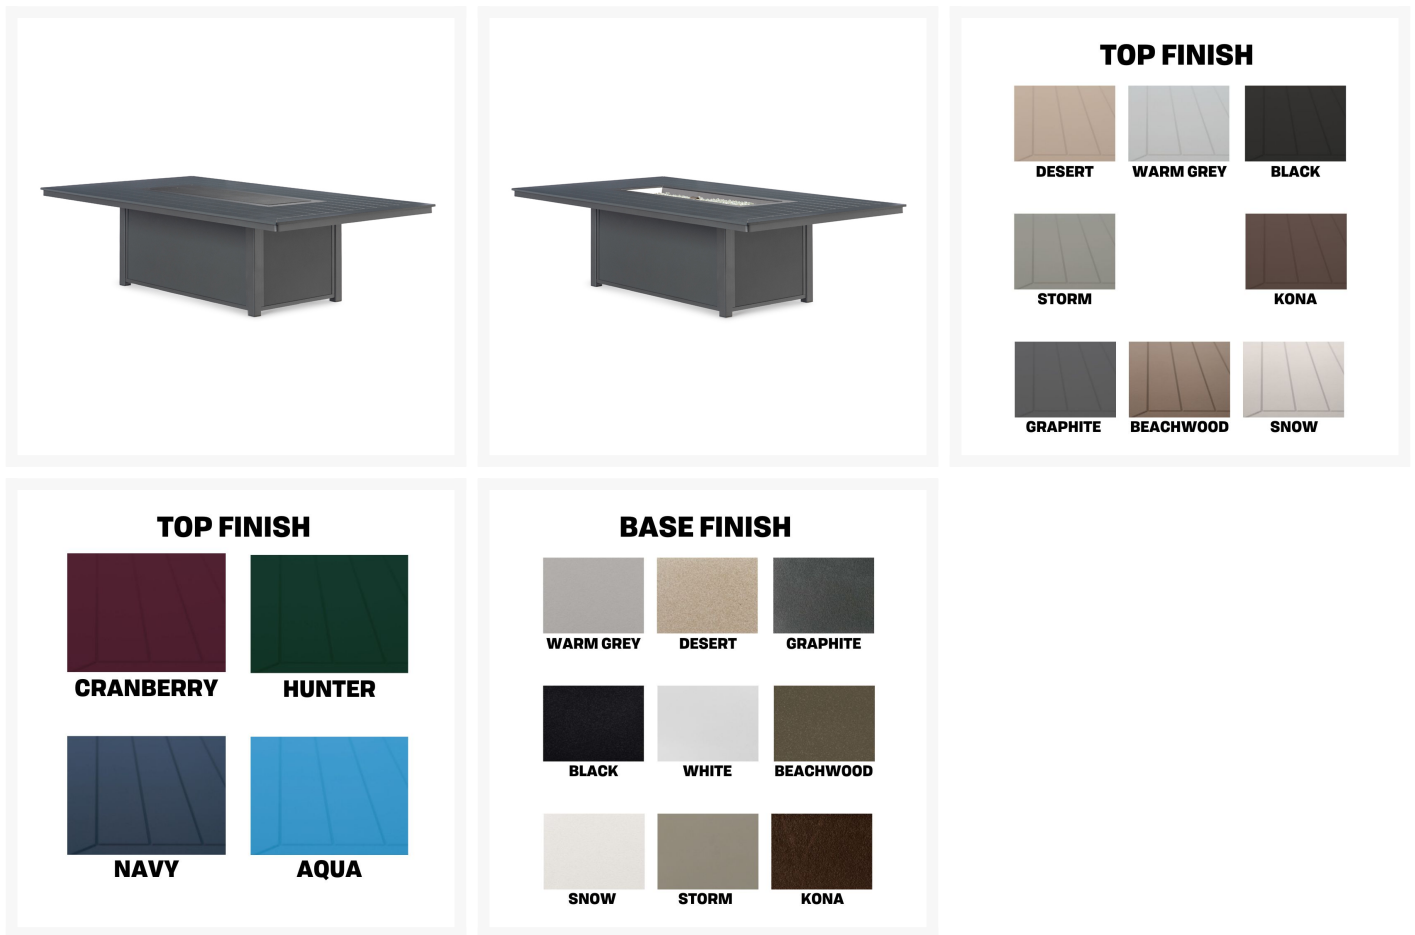 TOP FINISH
DESERT
WARM GREY
BLACK
STORM
KONA
GRAPHITE
BEACHWOOD
SNOW
TOP FINISH
CRANBERRY
HUNTER
NAVY
AQUA
BASE FINISH
WARM GREY
DESERT
GRAPHITE
BLACK
WHITE
BEACHWOOD
SNOW
STORM
KONA